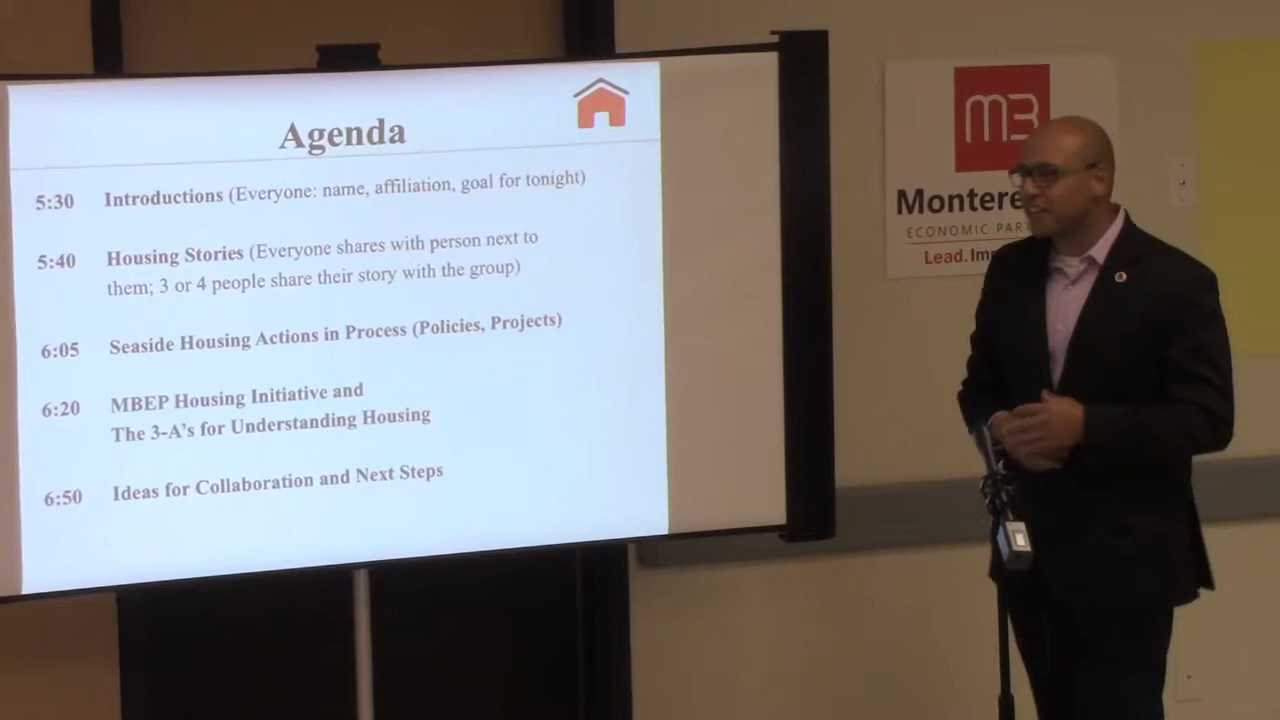 Agenda
5:30 Introductions (Everyone: name, affiliation, goal for tonight)
5:40 Housing Stories (Everyone shares with person next to
them; 3 or 4 people share their story with the group)
6:05 Seaside Housing Actions in Process (Policies, Projects)
6:20 MBEP Housing Initiative and
The 3-A's for Understanding Housing
6:50 Ideas for Collaboration and Next Steps
Montere
ECONOMIC PAR
Lead. Im